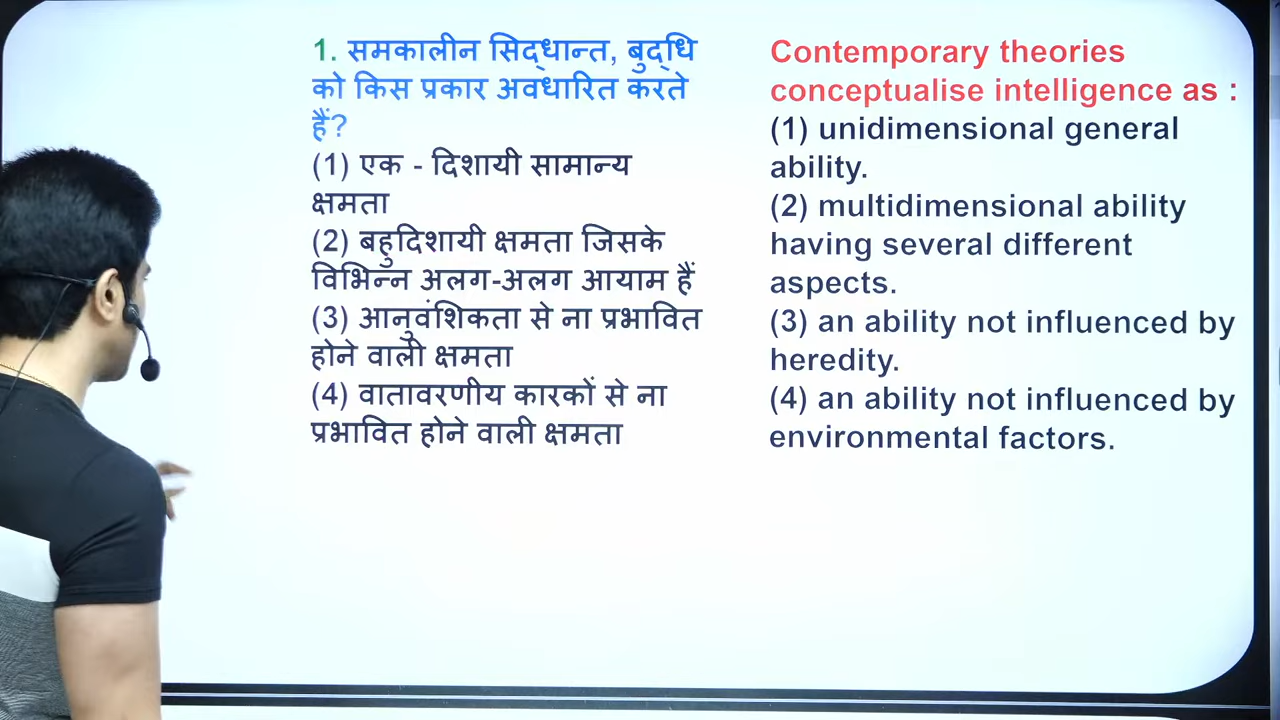 1. समकालीन सिद्धान्त, बुद्धि
को किस प्रकार अवधारित करते
हैं?
(1) एक - दिशायी सामान्य
क्षमता
(2) बहुदिशायी क्षमता जिसके
विभिन्न अलग-अलग आयाम हैं
(3) आनुवंशिकता से ना प्रभावित
होने वाली क्षमता
(4) वातावरणीय कारकों से ना
प्रभावित होने वाली क्षमता
Contemporary theories
conceptualise intelligence as :
(1) unidimensional general
ability.
(2) multidimensional ability
having several different
aspects.
(3) an ability not influenced by
heredity.
(4) an ability not influenced by
environmental factors.